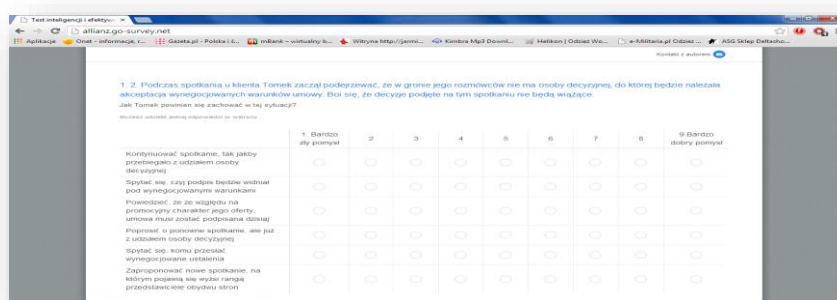 Test inteligencji i efektyw
allianz.go-survey.net
Aplikacje Onet - informacje, r... Gazeta.pl - Polska i ś... mBank – wirtualny b... Witryna http://jarmi... Kimbra Mp3 Downl... Helikon | Odzież Wo... e-Militaria.pl Odzież ... ASG Sklep Deltasho...
Kontakt z autorem
1. 2. Podczas spotkania u klienta Tomek zaczął podejrzewać, że w gronie jego rozmówców nie ma osoby decyzyjnej, do której będzie należała
akceptacja wynegocjowanych warunków umowy. Boi się, że decyzje podjęte na tym spotkaniu nie będą wiążące.
Jak Tomek powinien się zachować w tej sytuacji?
Możesz udzielić jednej odpowiedzi w wierszu
1. Bardzo zły pomysł 2 3 4 5 6 7 8 9.Bardzo dobry pomysł
Kontynuować spotkanie, tak jakby
przebiegało z udziałem osoby
decyzyjnej
Spytać się, czyj podpis będzie widniał
pod wynegocjowanymi warunkami
Powiedzieć, że ze względu na
promocyjny charakter jego oferty,
umowa musi zostać podpisana dzisiaj
Poprosić o ponowne spotkanie, ale już
z udziałem osoby decyzyjnej
Spytać się, komu przesłać
wynegocjowane ustalenia
Zaproponować nowe spotkanie, na
którym pojawią się wyżsi rangą
przedstawiciele obydwu stron